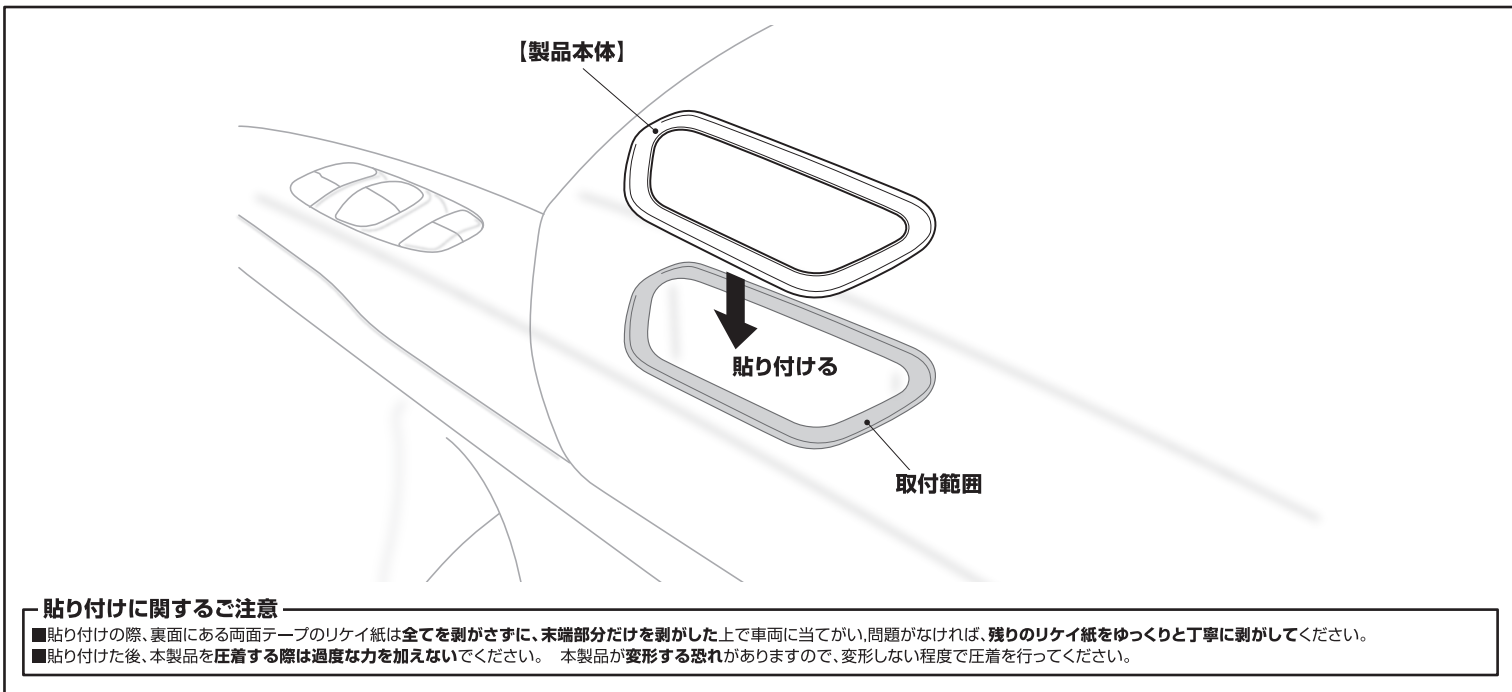 【製品本体】
貼り付ける
取付範囲
貼り付けに関するご注意
■貼り付けの際、裏面にある両面テープのリケイ紙は全てを剥がさずに、末端部分だけを剥がした上で車両に当てがい,問題がなければ、残りのリケイ紙をゆっくりと丁寧に剥がしてください。
■貼り付けた後、本製品を圧着する際は過度な力を加えないでください。　本製品が変形する恐れがありますので、変形しない程度で圧着を行ってください。